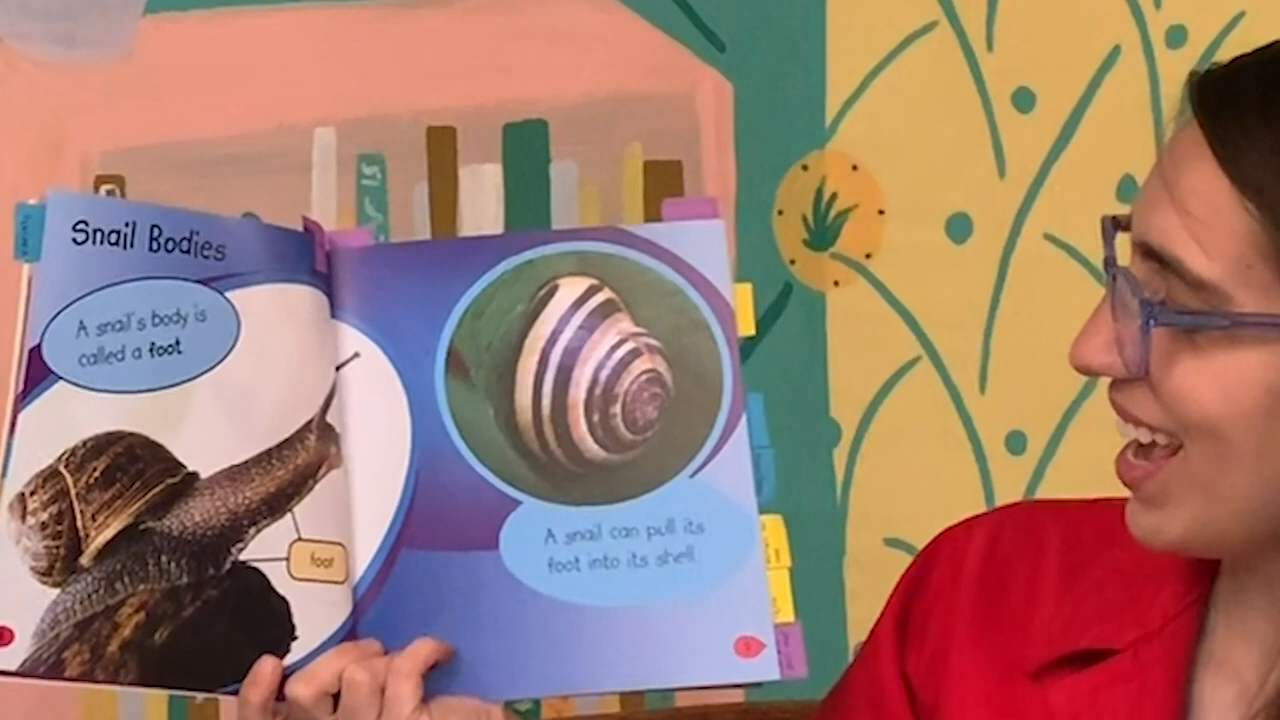 Snail Bodies
A snail's body is
called a foot.
foot
A snail can pull its
foot into its shell.